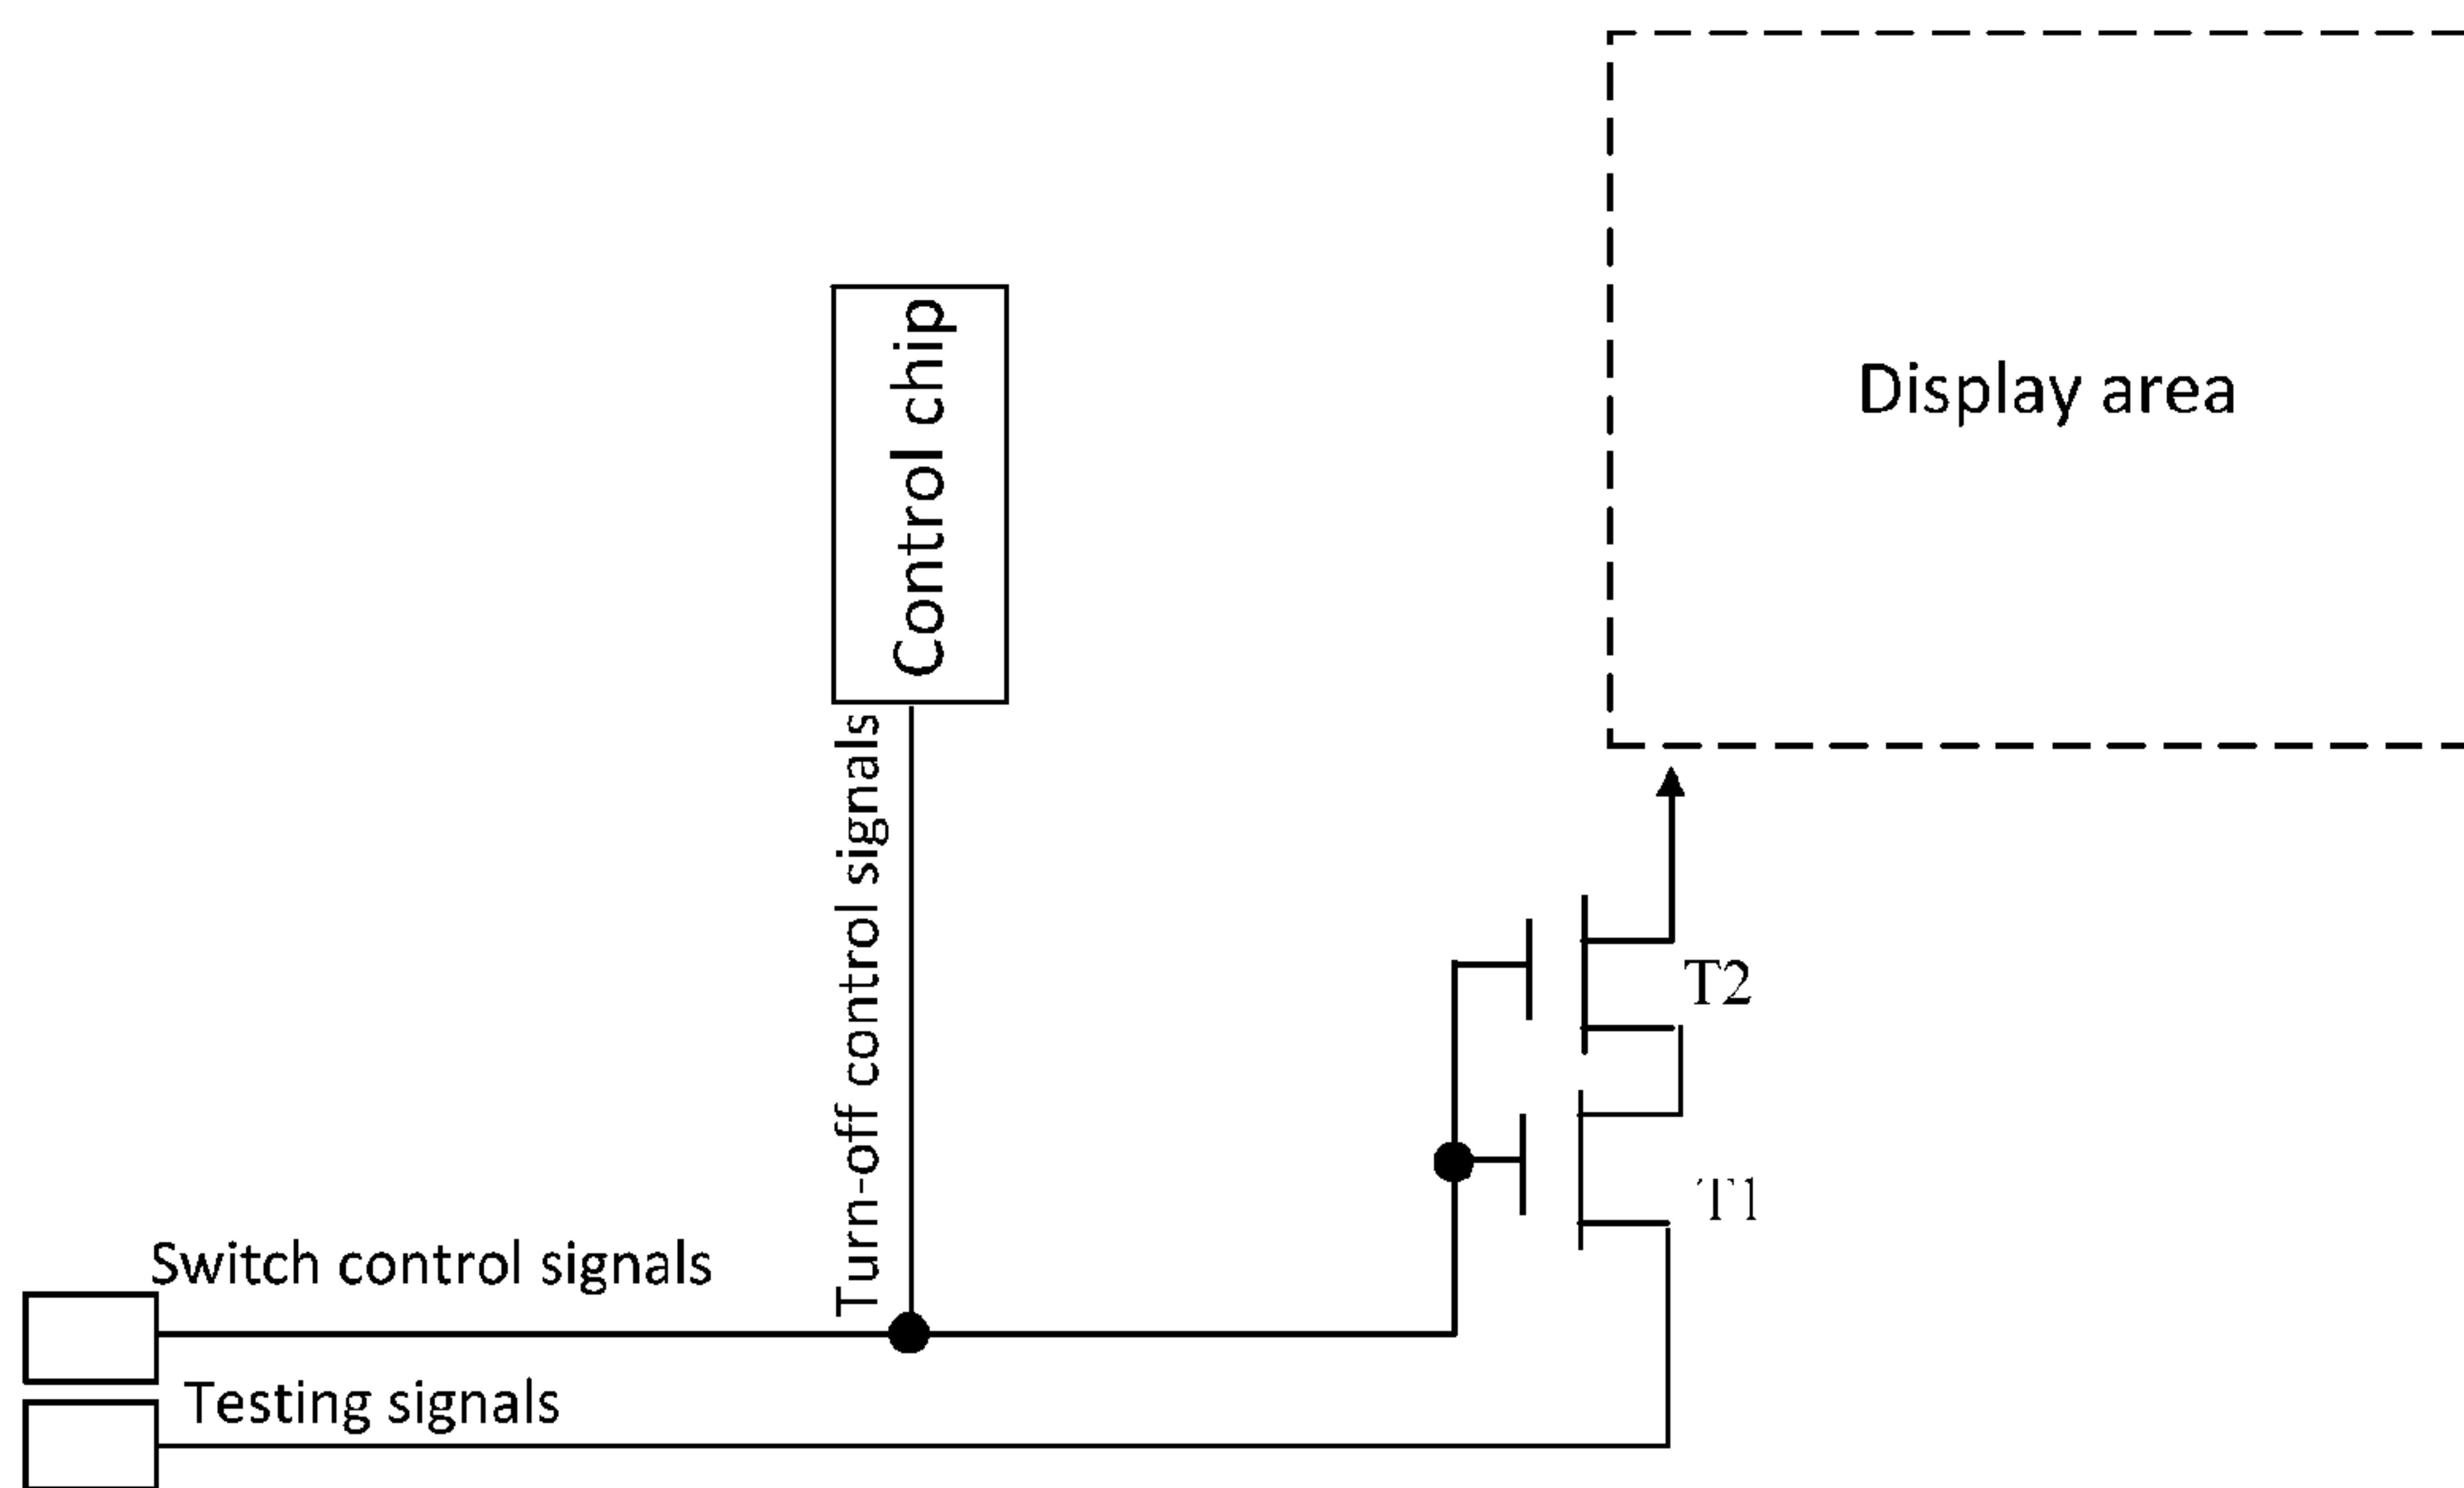 Control chip
Display area
Turn-off control signals
T2
T1
Switch control signals
Testing signals